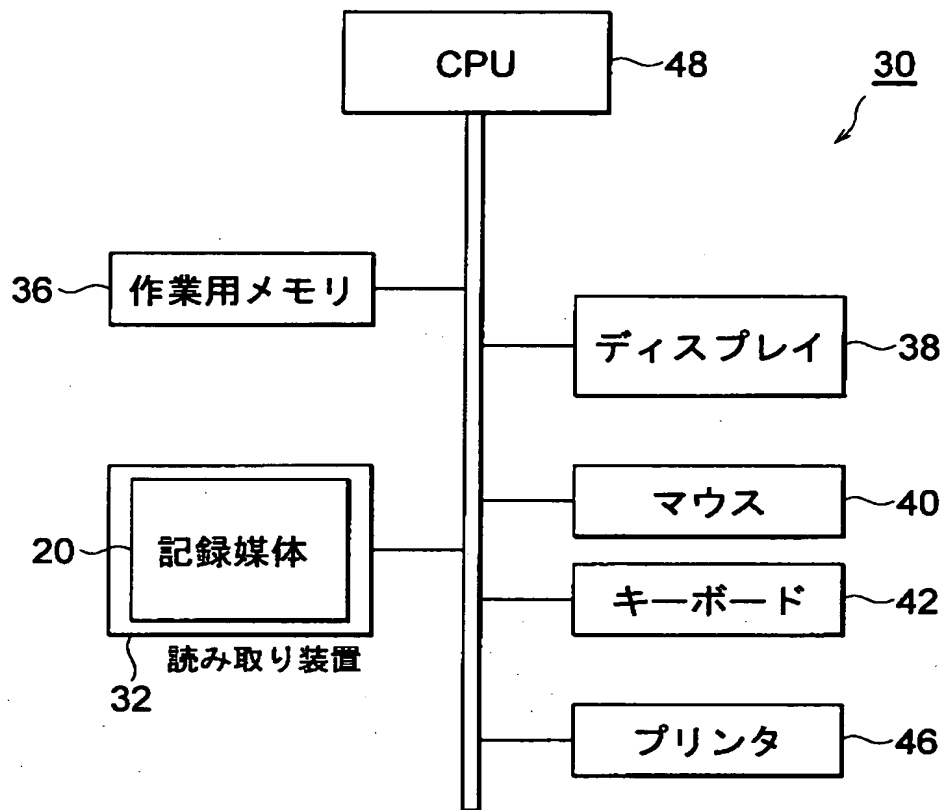 CPU
48
30
36
作業用メモリ
ディスプレイ
38
マウス
40
20
記録媒体
キーボード
42
32
読み取り装置
プリンタ
46